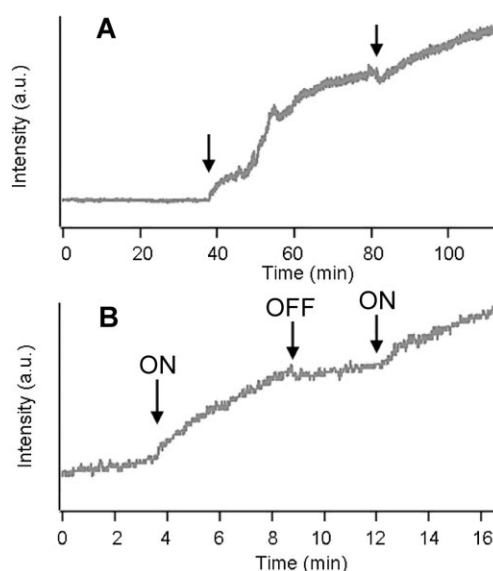 A
Intensity (a.u.)
0 20 40 60 80 100
Time (min)
B
ON
OFF
ON
Intensity (a.u.)
0 2 4 6 8 10 12 14 16
Time (min)